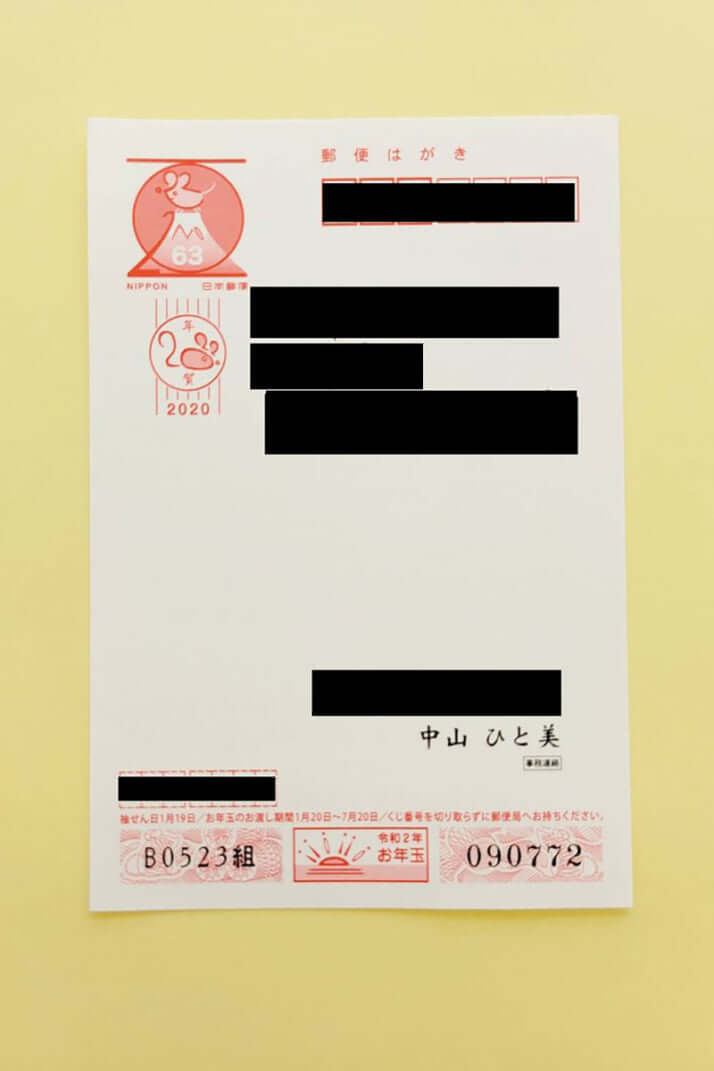 郵便はがき
63
NIPPON 日本郵便
年
賀
2020
中山 ひと美
事務連絡
抽せん日1月19日/お年玉のお渡し期間1月20日～7月20日/くじ番号を切り取らずに郵便局へお持ちください。
B0523組
令和2年
お年玉
090772